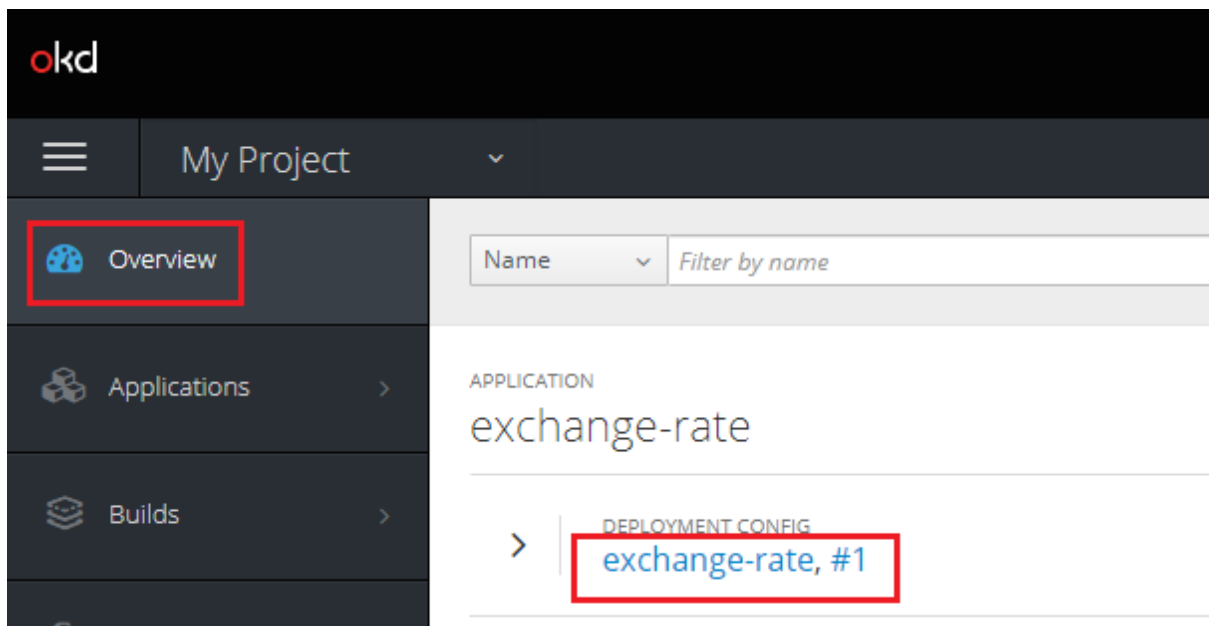 okd
My Project
Overview
Name
Filter by name
Applications
APPLICATION
exchange-rate
Builds
DEPLOYMENT CONFIG
exchange-rate, #1